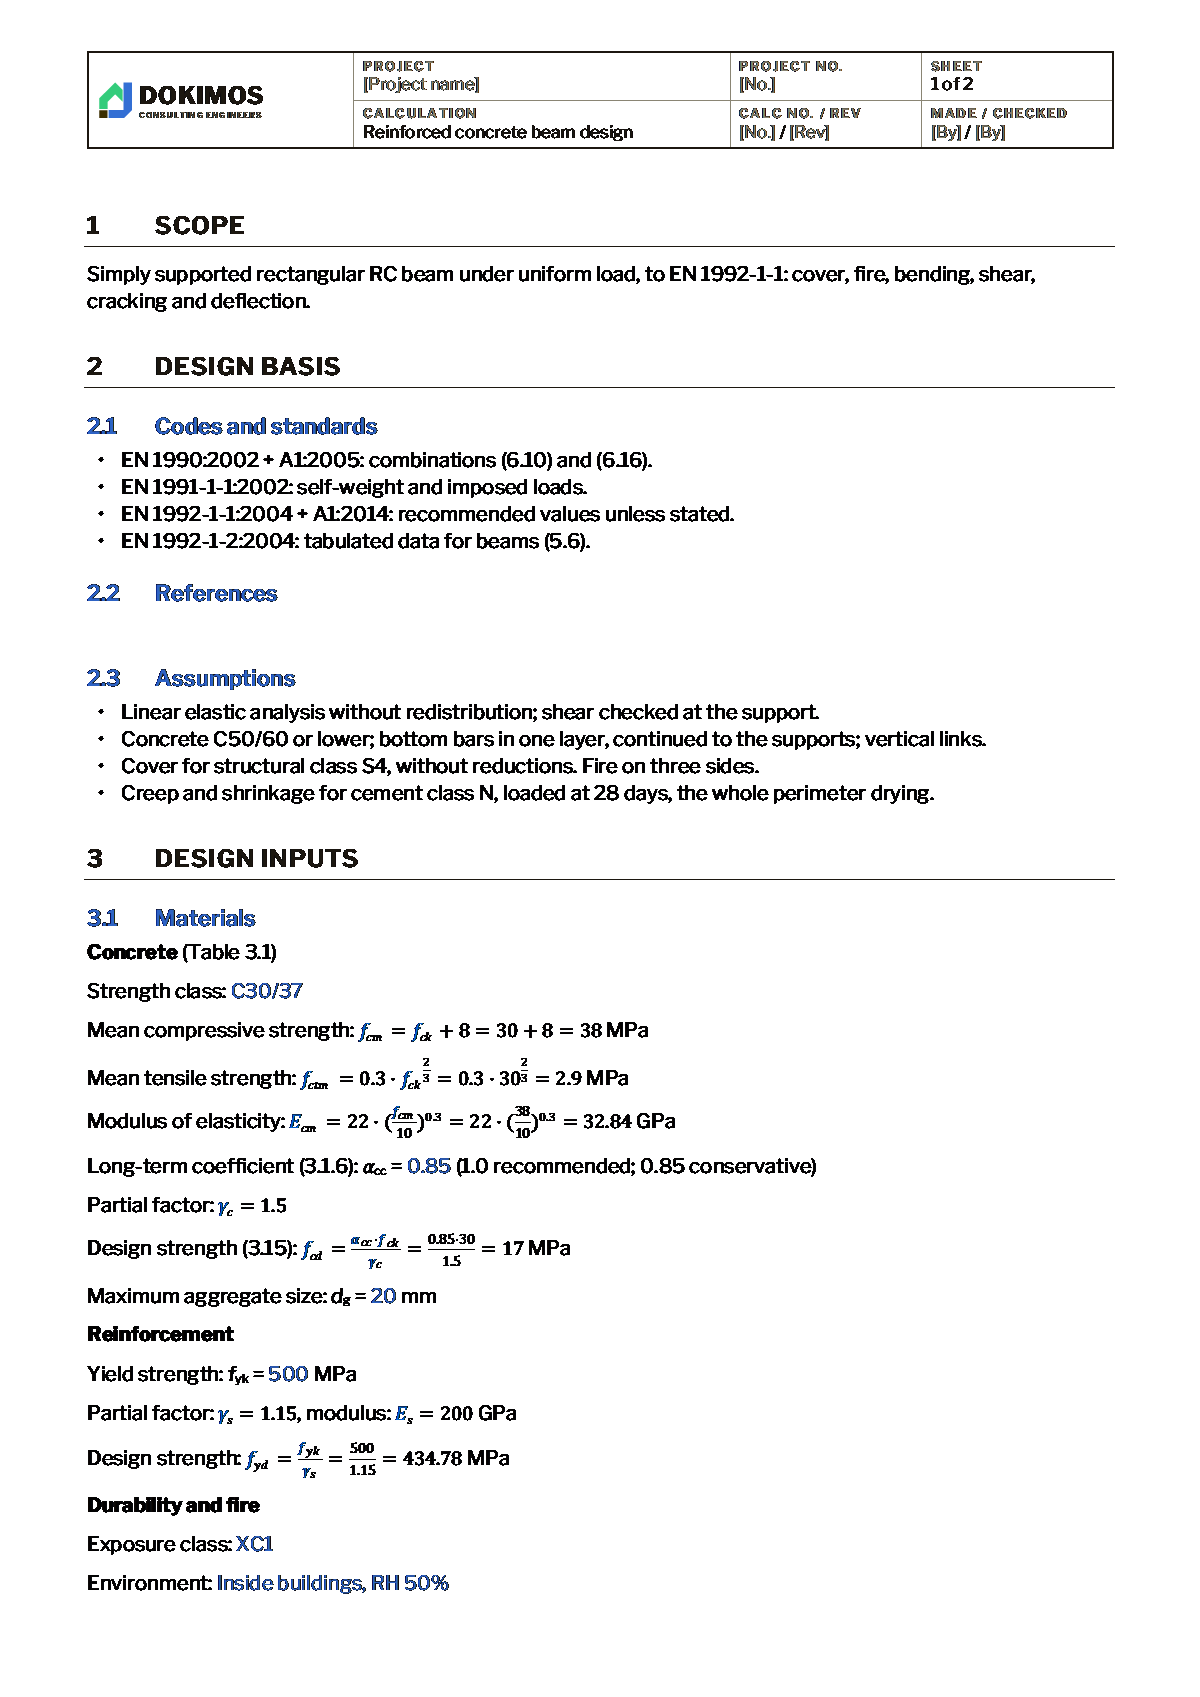 DOKIMOS
CONSULTING ENGINEERS
PROJECT
[Project name]
PROJECT NO.
[No.]
SHEET
1 of 2
CALCULATION
Reinforced concrete beam design
CALC NO. / REV
[No.] / [Rev]
MADE / CHECKED
[By] / [By]
1 SCOPE
Simply supported rectangular RC beam under uniform load, to EN 1992-1-1: cover, fire, bending, shear,
cracking and deflection.
2 DESIGN BASIS
2.1 Codes and standards
• EN 1990:2002 + A1:2005: combinations (6.10) and (6.16).
• EN 1991-1-1:2002: self-weight and imposed loads.
• EN 1992-1-1:2004 + A1:2014: recommended values unless stated.
• EN 1992-1-2:2004: tabulated data for beams (5.6).
2.2 References
2.3 Assumptions
• Linear elastic analysis without redistribution; shear checked at the support.
• Concrete C50/60 or lower; bottom bars in one layer, continued to the supports; vertical links.
• Cover for structural class S4, without reductions. Fire on three sides.
• Creep and shrinkage for cement class N, loaded at 28 days, the whole perimeter drying.
3 DESIGN INPUTS
3.1 Materials
Concrete (Table 3.1)
Strength class: C30/37
Mean compressive strength: f_cm = f_ck + 8 = 30 + 8 = 38 MPa
Mean tensile strength: f_ctm = 0.3 · f_ck^(2/3) = 0.3 · 30^(2/3) = 2.9 MPa
Modulus of elasticity: E_cm = 22 · (f_cm/10)^0.3 = 22 · (38/10)^0.3 = 32.84 GPa
Long-term coefficient (3.1.6): α_cc = 0.85 (1.0 recommended; 0.85 conservative)
Partial factor: γ_c = 1.5
Design strength (3.15): f_cd = (α_cc·f_ck)/γ_c = (0.85·30)/1.5 = 17 MPa
Maximum aggregate size: d_g = 20 mm
Reinforcement
Yield strength: f_yk = 500 MPa
Partial factor: γ_s = 1.15, modulus: E_s = 200 GPa
Design strength: f_yd = f_yk/γ_s = 500/1.15 = 434.78 MPa
Durability and fire
Exposure class: XC1
Environment: Inside buildings, RH 50%